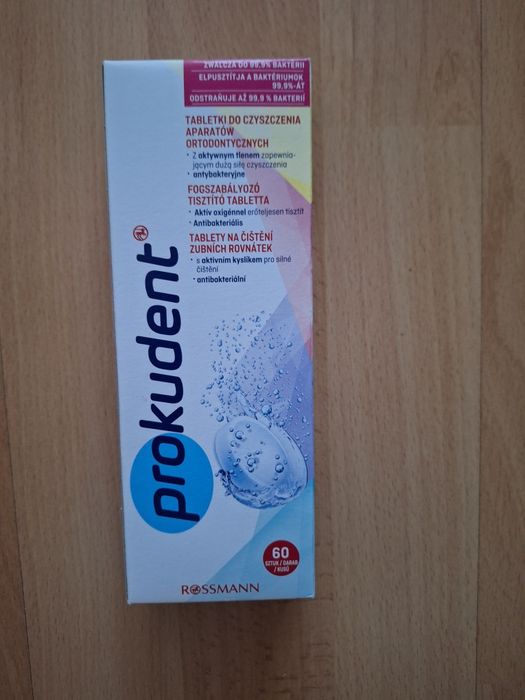 ZWALCZA DO 99,9% BAKTERII
ELPUSZTÍTJA A BAKTÉRIUMOK
99,9%-ÁT
ODSTRAŇUJE AŽ 99,9 % BAKTERIÍ
TABLETKI DO CZYSZCZENIA
APARATÓW
ORTODONTYCZNYCH
• Z aktywnym tlenem zapewnia-
jącym dużą siłę czyszczenia
• antybakteryjne
FOGSZABÁLYOZÓ
TISZTÍTÓ TABLETTA
• Aktív oxigénnel erőteljesen tisztít
• Antibakteriális
TABLETY NA ČIŠTĚNÍ
ZUBNÍCH ROVNÁTEK
• s aktivním kyslíkem pro silné
čištění
• antibakteriální
prokudent
60
SZTUK / DARAB
/ KUSŮ
ROSSMANN